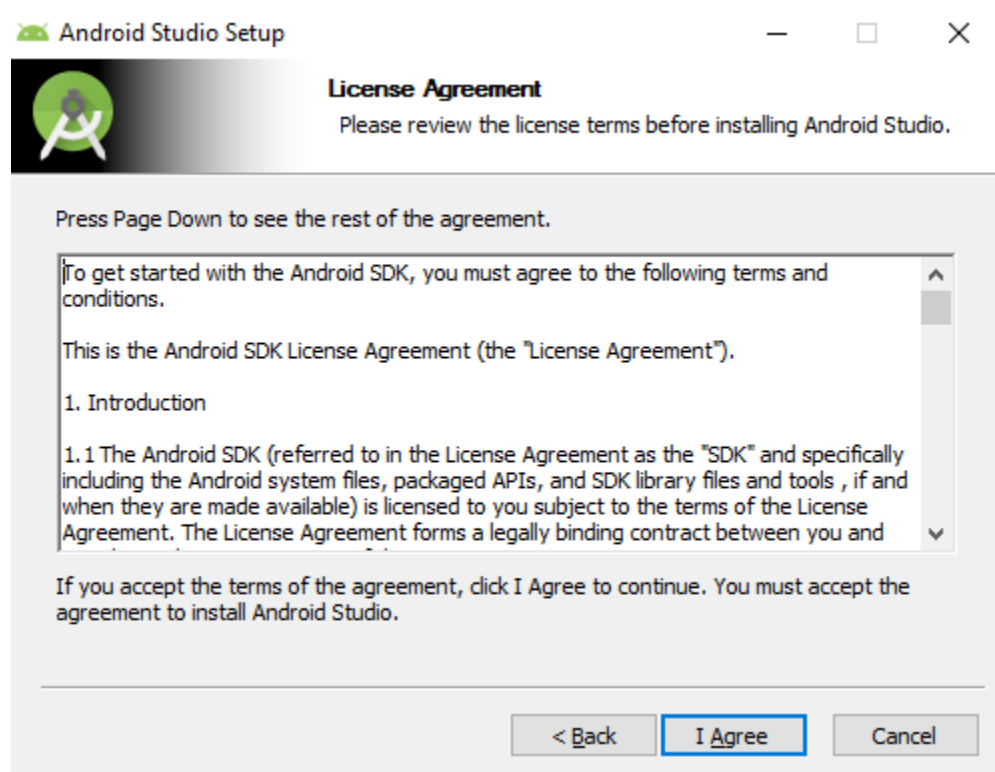 Android Studio Setup
License Agreement
Please review the license terms before installing Android Studio.
Press Page Down to see the rest of the agreement.
To get started with the Android SDK, you must agree to the following terms and
conditions.
This is the Android SDK License Agreement (the "License Agreement").
1. Introduction
1.1 The Android SDK (referred to in the License Agreement as the "SDK" and specifically
including the Android system files, packaged APIs, and SDK library files and tools , if and
when they are made available) is licensed to you subject to the terms of the License
Agreement. The License Agreement forms a legally binding contract between you and
If you accept the terms of the agreement, click I Agree to continue. You must accept the
agreement to install Android Studio.
< Back I Agree Cancel